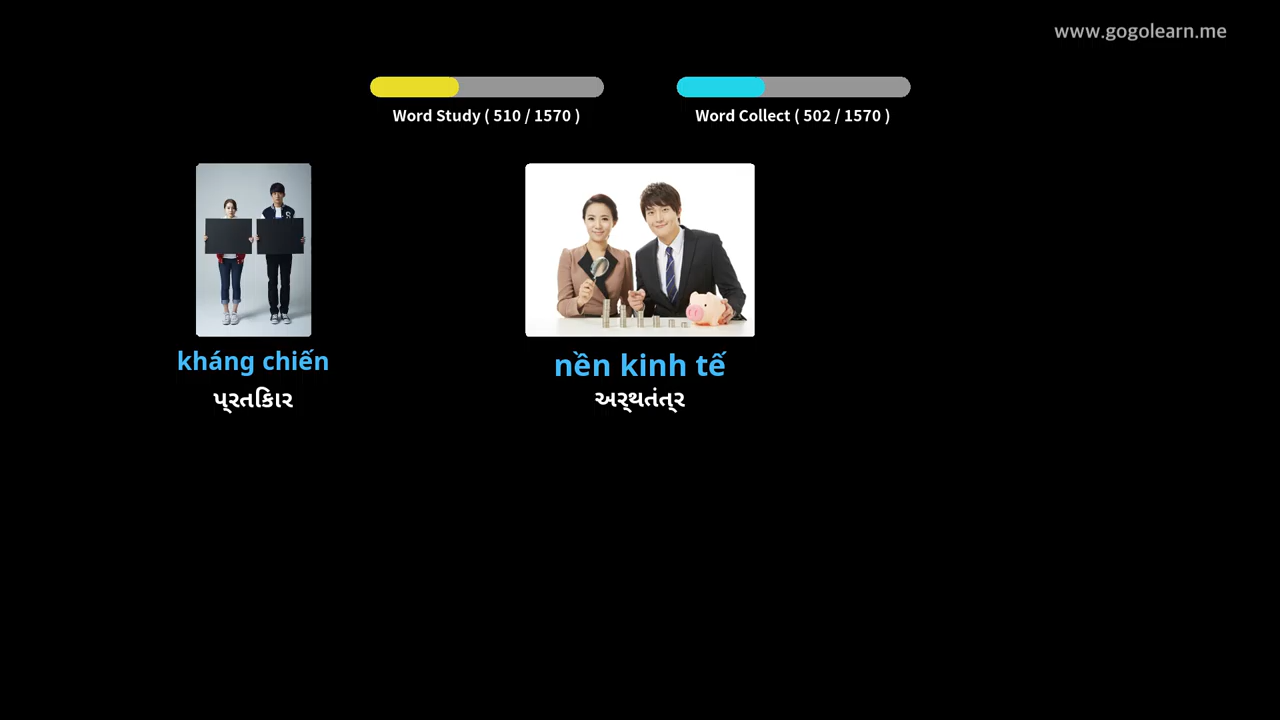 www.gogolearn.me
Word Study ( 510 / 1570 )
Word Collect ( 502 / 1570 )
kháng chiến
પ્રતિકાર
nền kinh tế
અર્થતંત્ર